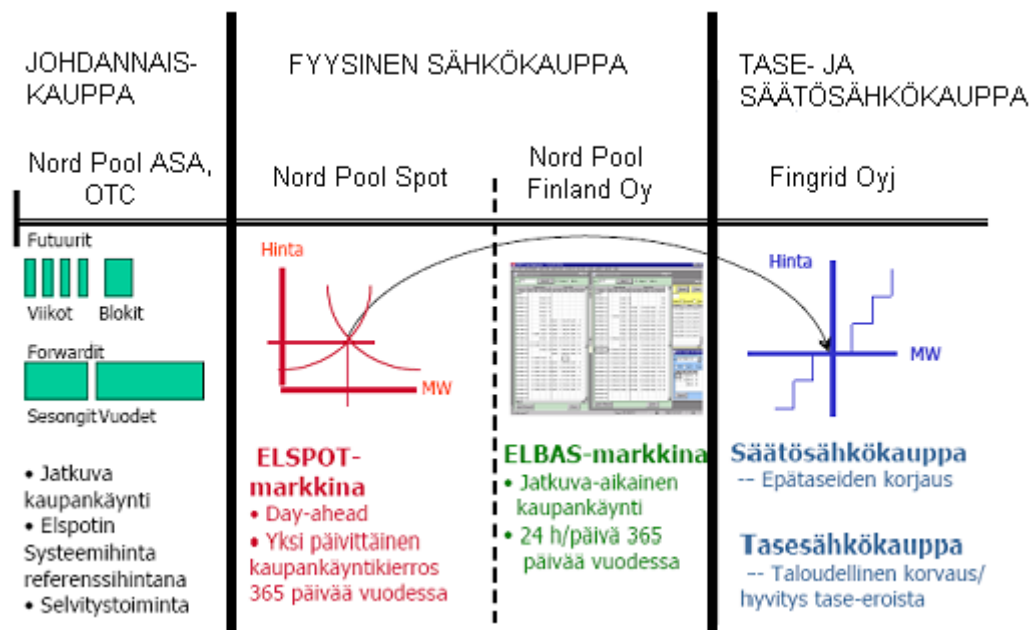 JOHDANNAIS-
KAUPPA
FYYSINEN SÄHKÖKAUPPA
TASE- JA
SÄÄTÖSÄHKÖKAUPPA
Nord Pool ASA,
OTC
Nord Pool Spot
Nord Pool
Finland Oy
Fingrid Oyj
Futuurit
Viikot Blokit
Forwardit
Sesongit Vuodet
• Jatkuva
kaupankäynti
• Elspotin
Systeemihinta
referenssihintana
• Selvitystoiminta
Hinta
MW
ELSPOT-
markkina
• Day-ahead
• Yksi päivittäinen
kaupankäyntikierros
365 päivää vuodessa
ELBAS-markkina
• Jatkuva-aikainen
kaupankäynti
• 24 h/päivä 365
päivää vuodessa
Hinta
MW
Säätösähkökauppa
-- Epätaseiden korjaus
Tasesähkökauppa
-- Taloudellinen korvaus/
hyvitys tase-eroista